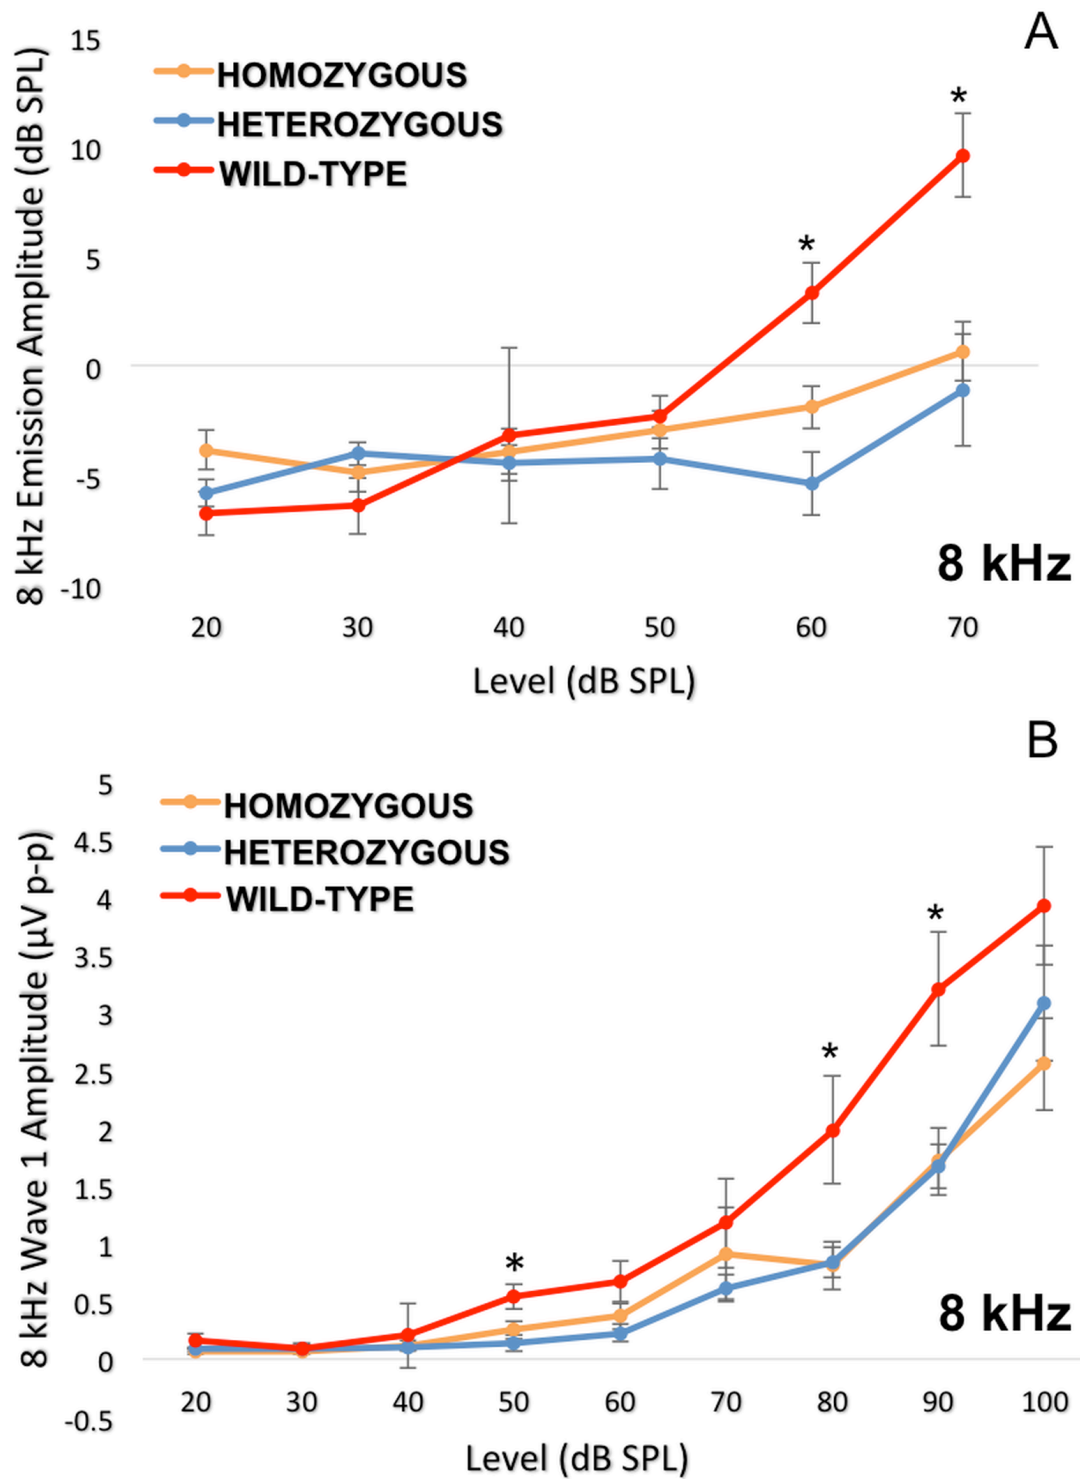 A
15
HOMOZYGOUS
HETEROZYGOUS
10
WILD-TYPE
*
*
5
0
-5
-10
8 kHz Emission Amplitude (dB SPL)
8 kHz
20 30 40 50 60 70
Level (dB SPL)
B
5
HOMOZYGOUS
4.5
HETEROZYGOUS
4
WILD-TYPE
*
3.5
3
*
2.5
2
1.5
1
*
0.5
0
-0.5
8 kHz Wave 1 Amplitude (µV p-p)
8 kHz
20 30 40 50 60 70 80 90 100
Level (dB SPL)